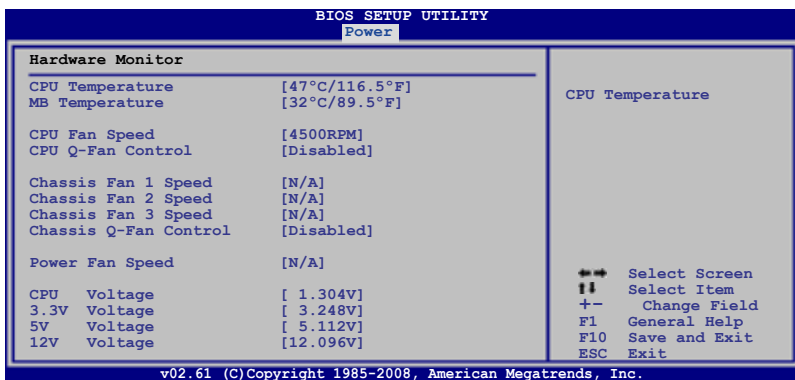 BIOS SETUP UTILITY
Power
Hardware Monitor
CPU Temperature [47°C/116.5°F]
MB Temperature [32°C/89.5°F]
CPU Fan Speed [4500RPM]
CPU Q-Fan Control [Disabled]
Chassis Fan 1 Speed [N/A]
Chassis Fan 2 Speed [N/A]
Chassis Fan 3 Speed [N/A]
Chassis Q-Fan Control [Disabled]
Power Fan Speed [N/A]
CPU Voltage [ 1.304V]
3.3V Voltage [ 3.248V]
5V Voltage [ 5.112V]
12V Voltage [12.096V]
CPU Temperature
←→ Select Screen
↑↓ Select Item
+- Change Field
F1 General Help
F10 Save and Exit
ESC Exit
v02.61 (C)Copyright 1985-2008, American Megatrends, Inc.